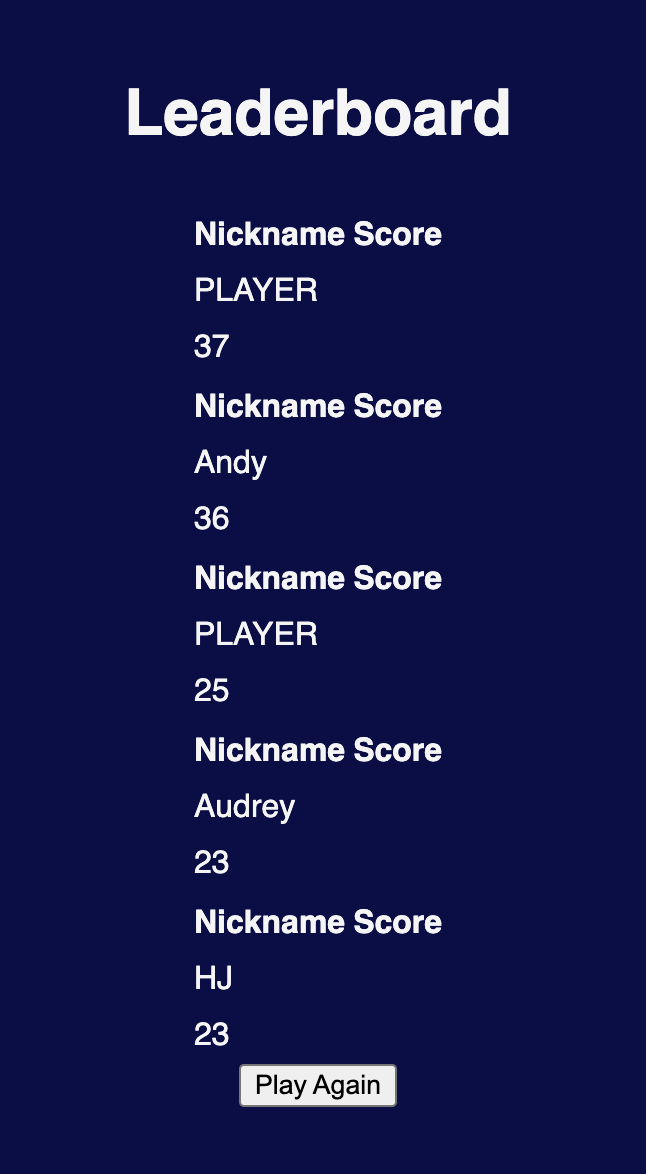 Leaderboard
Nickname Score
PLAYER
37
Nickname Score
Andy
36
Nickname Score
PLAYER
25
Nickname Score
Audrey
23
Nickname Score
HJ
23
Play Again